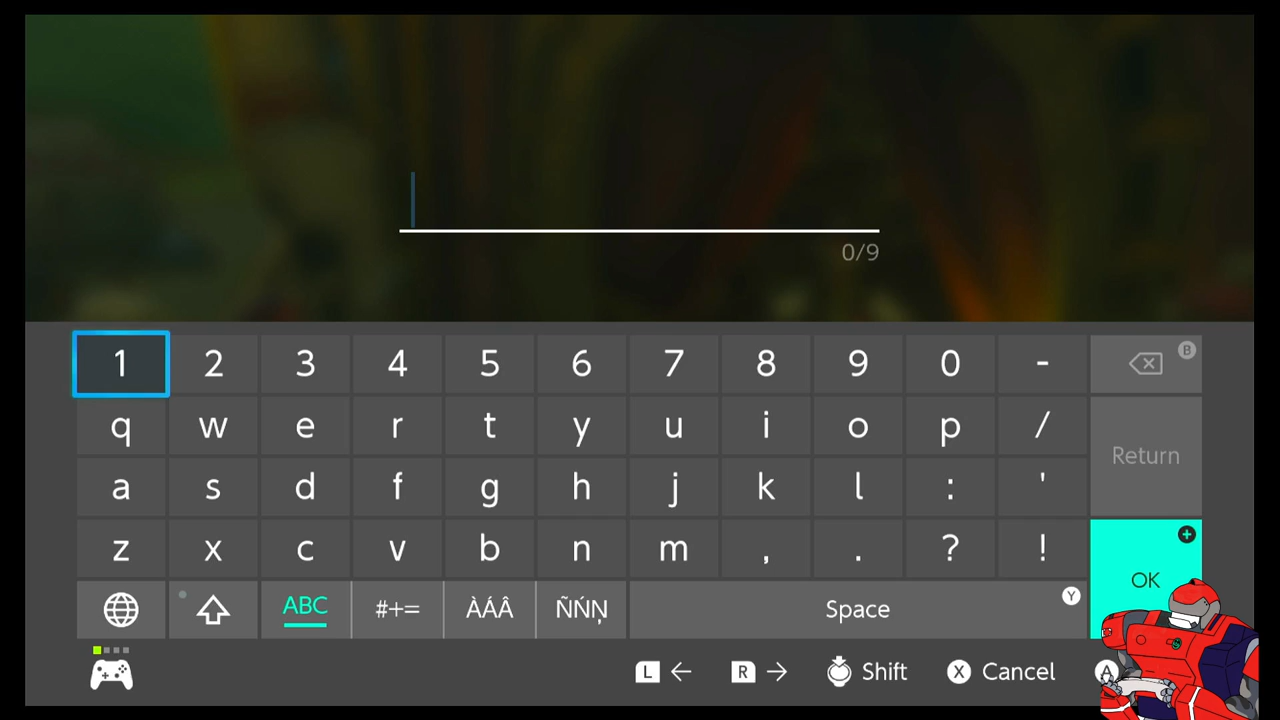 0/9
1 2 3 4 5 6 7 8 9 0 - B
q w e r t y u i o p /
Return
a s d f g h j k l : '
z x c v b n m , . ? !
OK
ABC #+= ÀÁÂ ÑŃŅ Space Y
L ← R → Shift X Cancel A